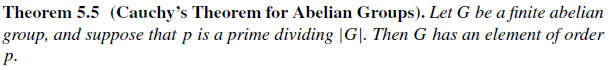 Theorem 5.5 (Cauchy's Theorem for Abelian Groups). Let G be a finite abelian
group, and suppose that p is a prime dividing |G|. Then G has an element of order
p.